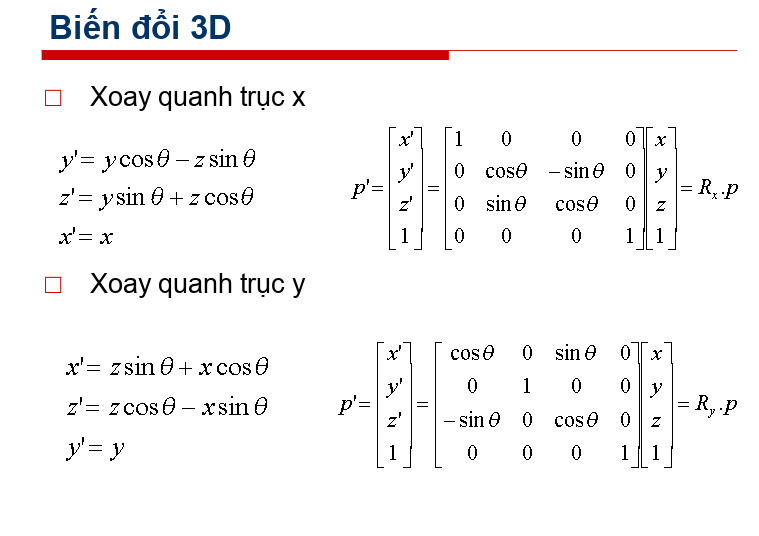 Biến đổi 3D
Xoay quanh trục x
y'= y cosθ − z sinθ
z'= y sinθ + z cosθ
x'= x
p'= [x' y' z' 1] = [1 0 0 0; 0 cosθ −sinθ 0; 0 sinθ cosθ 0; 0 0 0 1] [x y z 1] = Rx.p
Xoay quanh trục y
x'= z sinθ + x cosθ
z'= z cosθ − x sinθ
y'= y
p'= [x' y' z' 1] = [cosθ 0 sinθ 0; 0 1 0 0; −sinθ 0 cosθ 0; 0 0 0 1] [x y z 1] = Ry.p